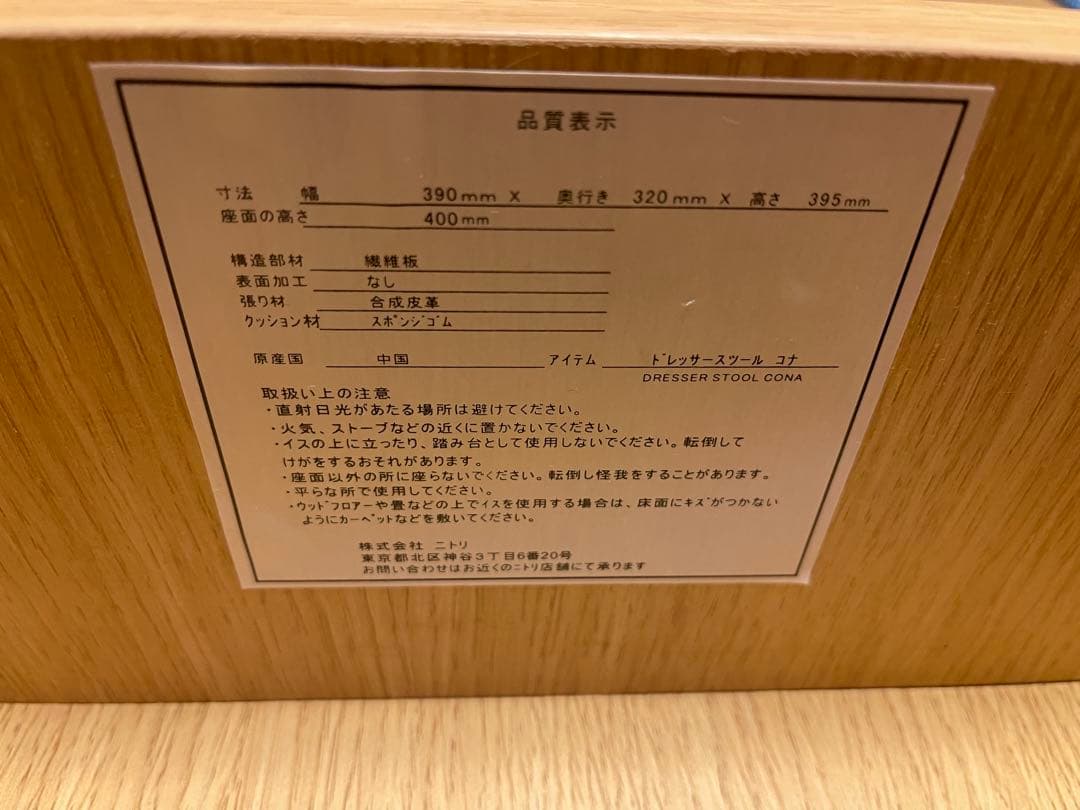 品質表示
寸法 幅 390mm X 奥行き 320mm X 高さ 395mm
座面の高さ 400mm
構造部材 繊維板
表面加工 なし
張り材 合成皮革
クッション材 スポンジゴム
原産国 中国 アイテム ドレッサースツール コナ
DRESSER STOOL CONA
取扱い上の注意
・直射日光があたる場所は避けてください。
・火気、ストーブなどの近くに置かないでください。
・イスの上に立ったり、踏み台として使用しないでください。転倒して
けがをするおそれがあります。
・座面以外の所に座らないでください。転倒し怪我をすることがあります。
・平らな所で使用してください。
・ウッドフロアーや畳などの上でイスを使用する場合は、床面にキズがつかない
ようにカーペットなどを敷いてください。
株式会社 ニトリ
東京都北区神谷3丁目6番20号
お問い合わせはお近くのニトリ店舗にて承ります